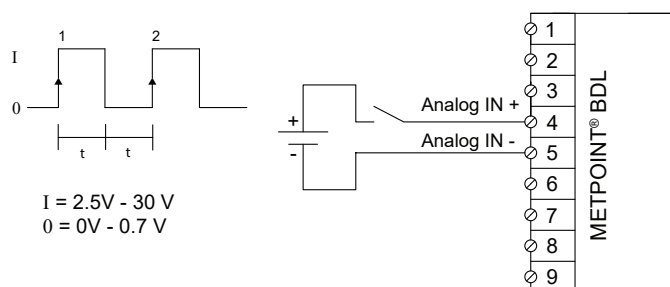 1
2
I
0
t
t
I = 2.5V - 30 V
0 = 0V - 0.7 V
+
-
Analog IN +
Analog IN -
1
2
3
4
5
6
7
8
9
METPOINT® BDL